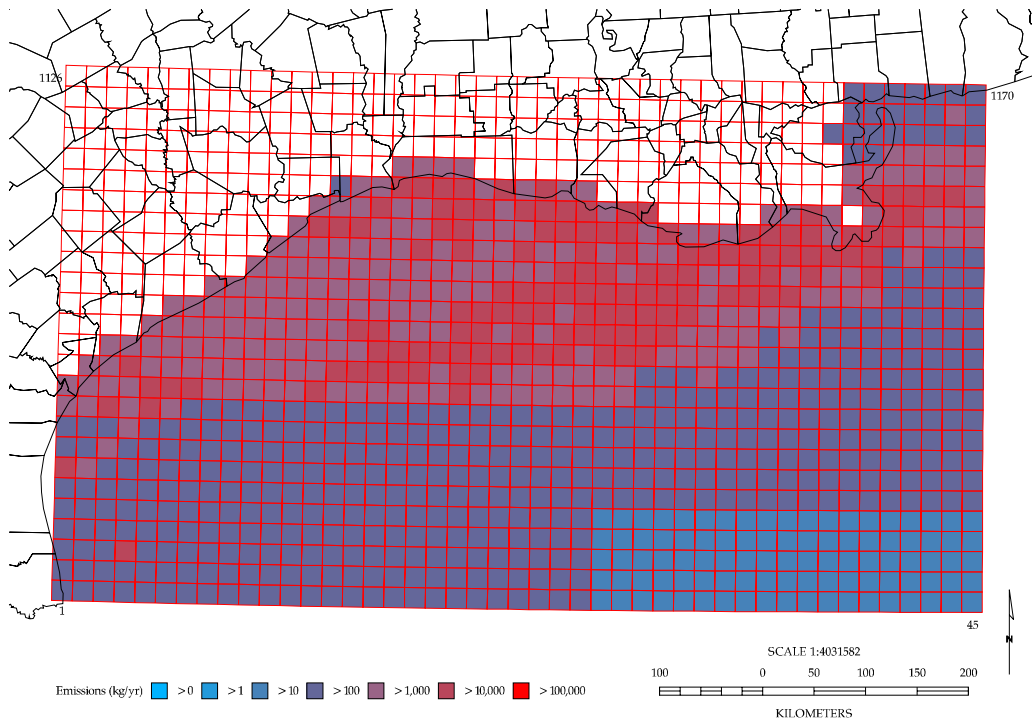 1126
1170
1
45
N
SCALE 1:4031582
Emissions (kg/yr) > 0 > 1 > 10 > 100 > 1,000 > 10,000 > 100,000
100 0 50 100 150 200
KILOMETERS